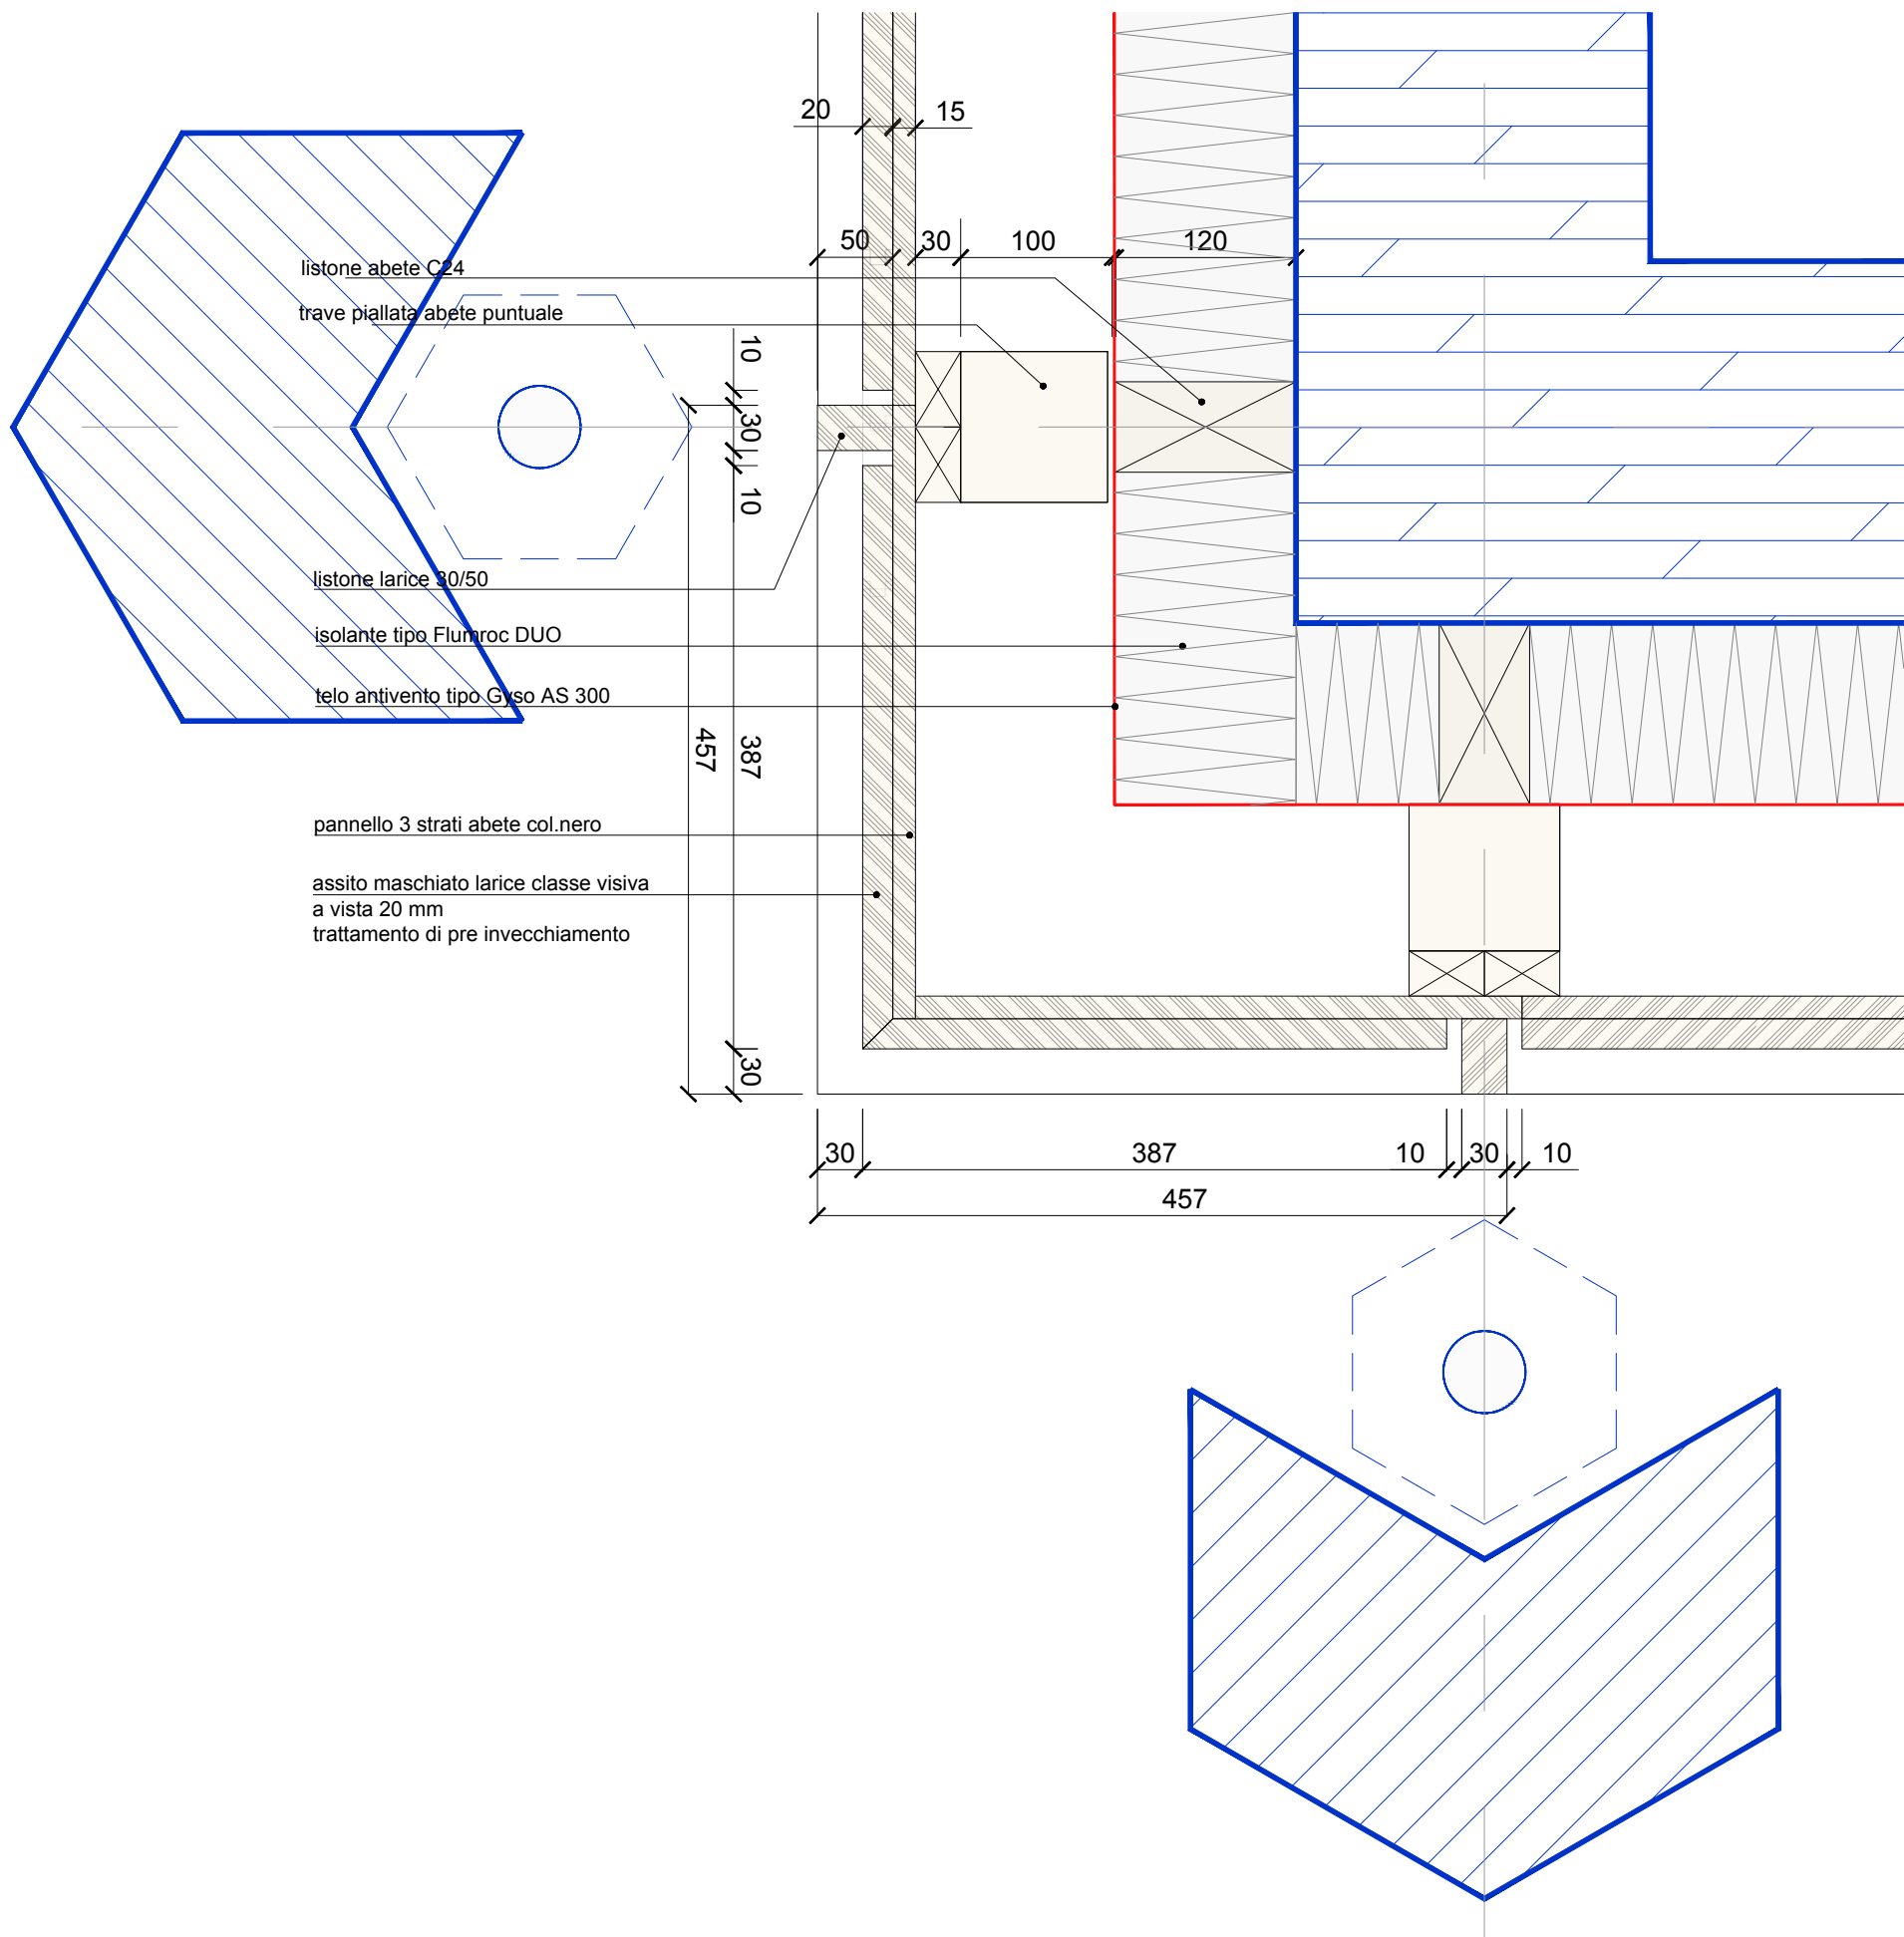 20
15
50
30
100
120
listone abete C24
trave piallata abete puntuale
10
30
10
listone larice 30/50
isolante tipo Flumroc DUO
telo antivento tipo Gyso AS 300
457
387
pannello 3 strati abete col.nero
assito maschiato larice classe visiva
a vista 20 mm
trattamento di pre invecchiamento
30
30
387
10
30
10
457